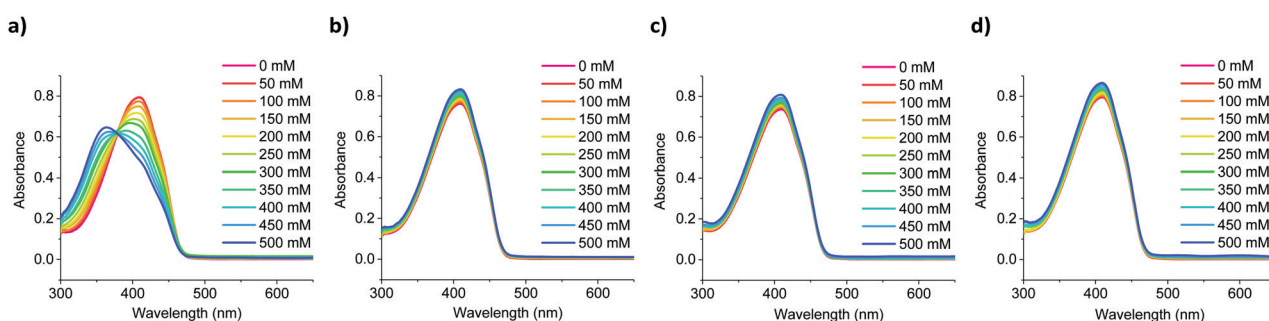 a)
0 mM
50 mM
100 mM
150 mM
200 mM
250 mM
300 mM
350 mM
400 mM
450 mM
500 mM
0.8
0.6
0.4
0.2
0.0
Absorbance
300 400 500 600
Wavelength (nm)
b)
0 mM
50 mM
100 mM
150 mM
200 mM
250 mM
300 mM
350 mM
400 mM
450 mM
500 mM
0.8
0.6
0.4
0.2
0.0
Absorbance
300 400 500 600
Wavelength (nm)
c)
0 mM
50 mM
100 mM
150 mM
200 mM
250 mM
300 mM
350 mM
400 mM
450 mM
500 mM
0.8
0.6
0.4
0.2
0.0
Absorbance
300 400 500 600
Wavelength (nm)
d)
0 mM
50 mM
100 mM
150 mM
200 mM
250 mM
300 mM
350 mM
400 mM
450 mM
500 mM
0.8
0.6
0.4
0.2
0.0
Absorbance
300 400 500 600
Wavelength (nm)